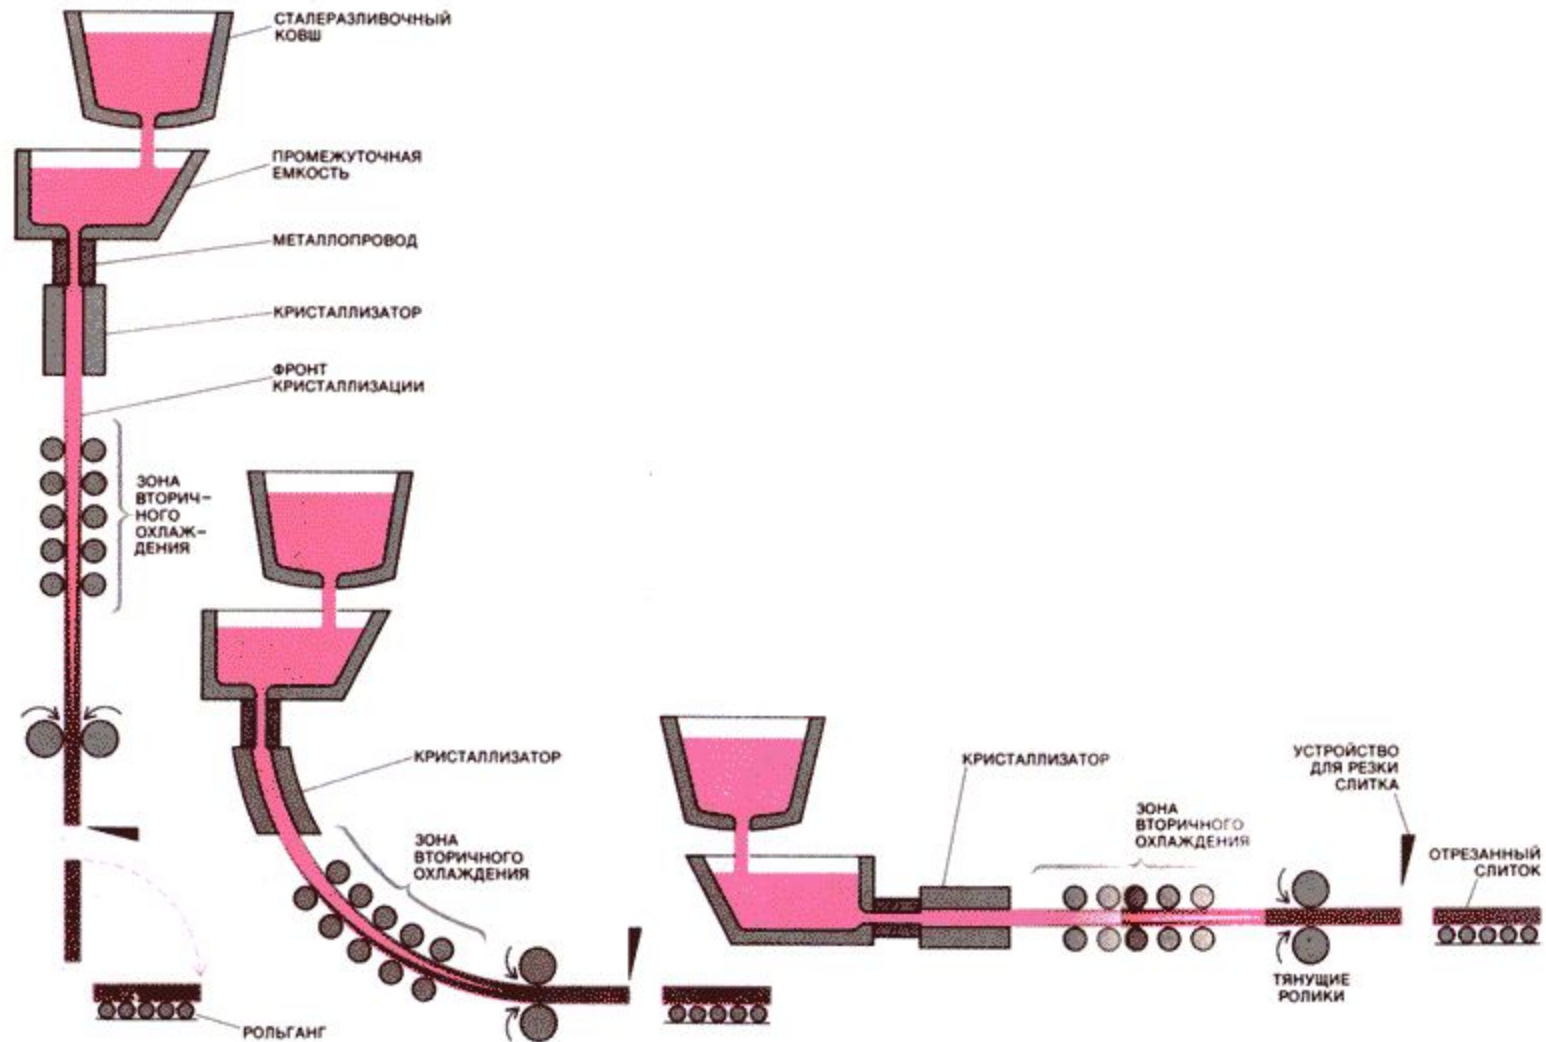 СТАЛЕРАЗЛИВОЧНЫЙ
КОВШ
ПРОМЕЖУТОЧНАЯ
ЕМКОСТЬ
МЕТАЛЛОПРОВОД
КРИСТАЛЛИЗАТОР
ФРОНТ
КРИСТАЛЛИЗАЦИИ
ЗОНА
ВТОРИЧ–
НОГО
ОХЛАЖ–
ДЕНИЯ
РОЛЬГАНГ
КРИСТАЛЛИЗАТОР
ЗОНА
ВТОРИЧНОГО
ОХЛАЖДЕНИЯ
КРИСТАЛЛИЗАТОР
ЗОНА
ВТОРИЧНОГО
ОХЛАЖДЕНИЯ
УСТРОЙСТВО
ДЛЯ РЕЗКИ
СЛИТКА
ОТРЕЗАННЫЙ
СЛИТОК
ТЯНУЩИЕ
РОЛИКИ